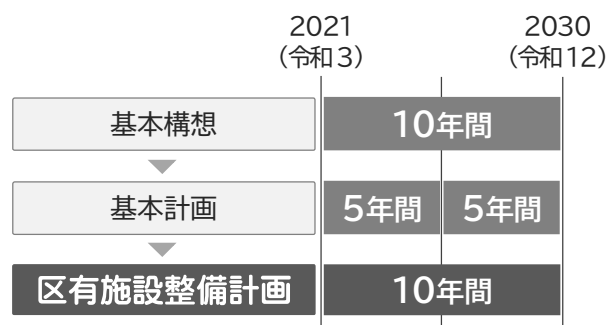 2021
(令和3)
2030
(令和12)
基本構想
10年間
基本計画
5年間
5年間
区有施設整備計画
10年間